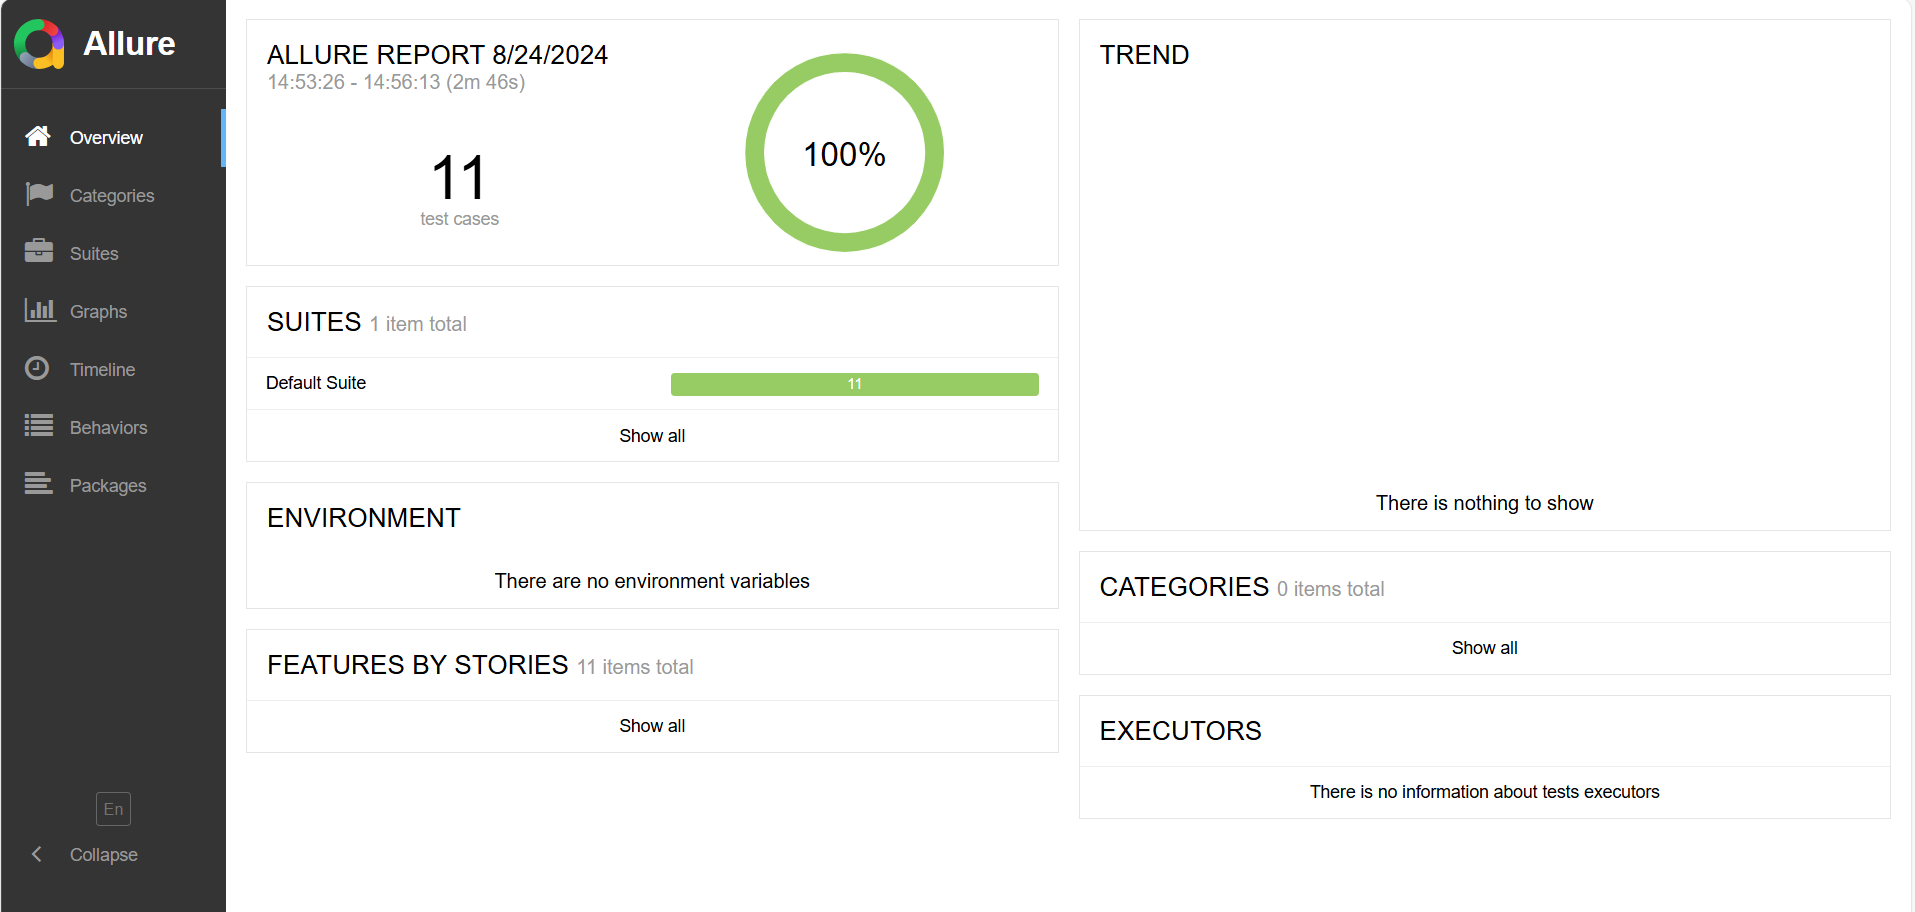 Allure
Overview
Categories
Suites
Graphs
Timeline
Behaviors
Packages
En
Collapse
ALLURE REPORT 8/24/2024
14:53:26 - 14:56:13 (2m 46s)
11
test cases
100%
SUITES 1 item total
Default Suite 11
Show all
ENVIRONMENT
There are no environment variables
FEATURES BY STORIES 11 items total
Show all
TREND
There is nothing to show
CATEGORIES 0 items total
Show all
EXECUTORS
There is no information about tests executors